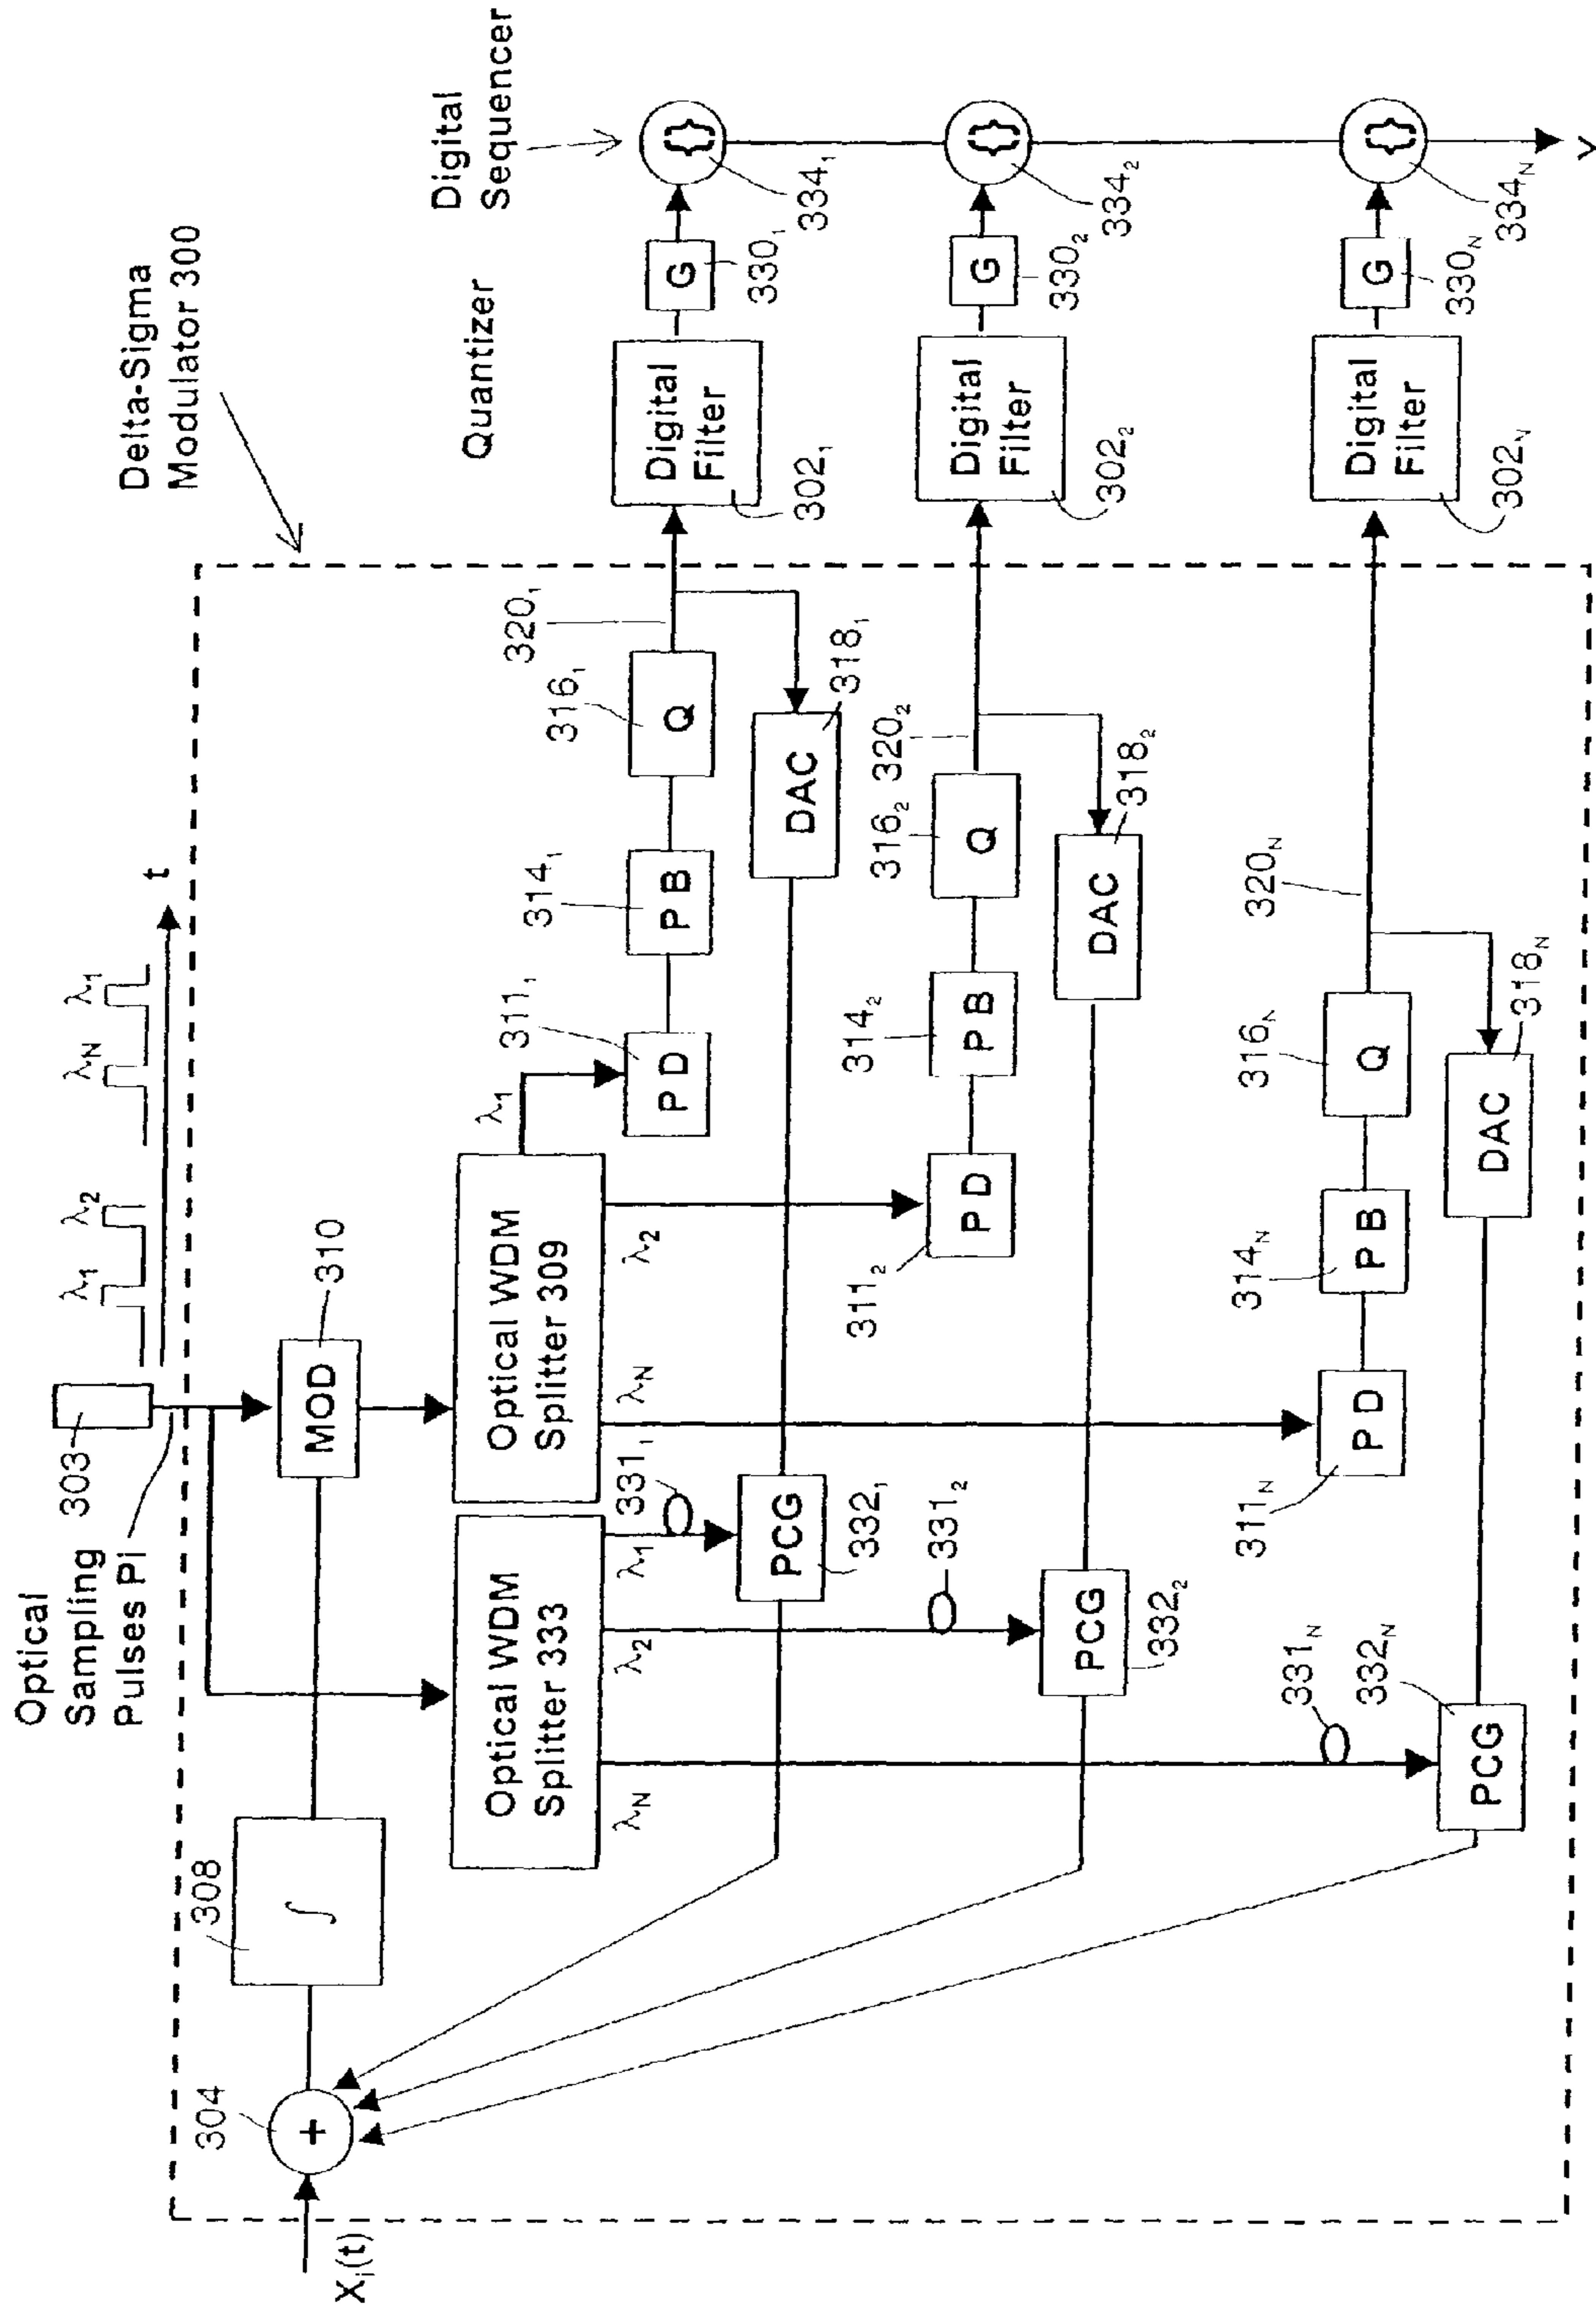 Optical
Sampling
Pulses PI
303
λ₁
λ₂
λN
λ₁
t
Delta-Sigma
Modulator 300
Xᵢ(t)
304
+
308
∫
MOD
310
Optical WDM
Splitter 333
λ₁
λ₂
λN
Optical WDM
Splitter 309
λ₁
λ₂
λN
331₁
PCG
332₁
331₂
PCG
332₂
331N
PCG
332N
311₁
PD
314₁
PB
316₁
Q
320₁
DAC
318₁
311₂
PD
314₂
PB
316₂
Q
320₂
DAC
318₂
311N
PD
314N
PB
316N
Q
320N
DAC
318N
Quantizer
Digital
Sequencer
Digital
Filter
302₁
G
330₁
{}
334₁
Digital
Filter
302₂
G
330₂
{}
334₂
Digital
Filter
302N
G
330N
{}
334N